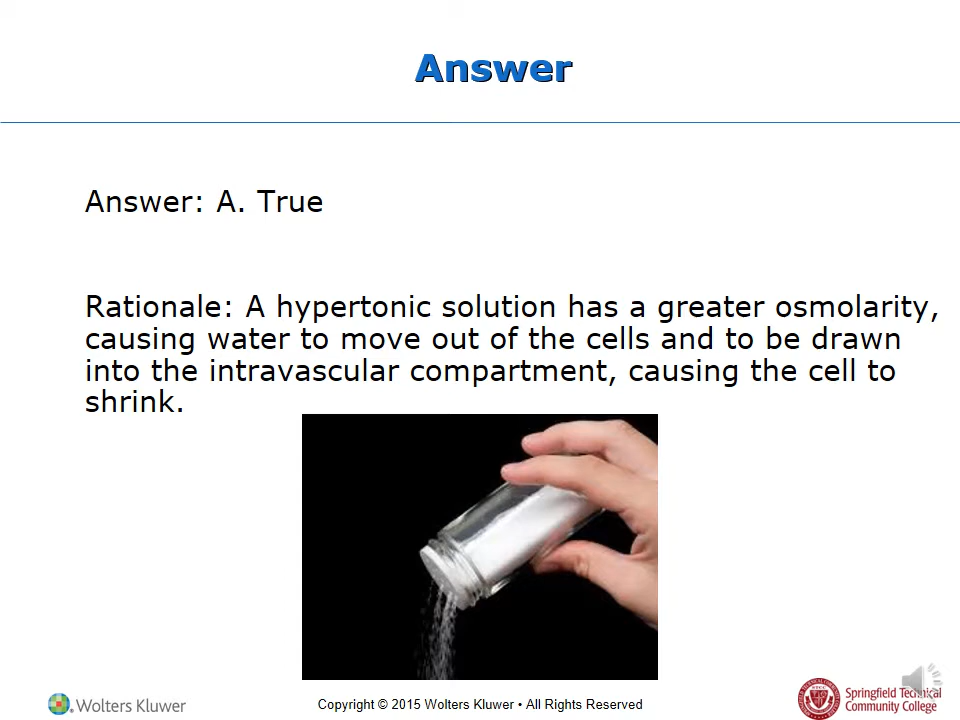 Answer
Answer: A. True
Rationale: A hypertonic solution has a greater osmolarity,
causing water to move out of the cells and to be drawn
into the intravascular compartment, causing the cell to
shrink.
Wolters Kluwer
Copyright © 2015 Wolters Kluwer • All Rights Reserved
Springfield Technical
Community College